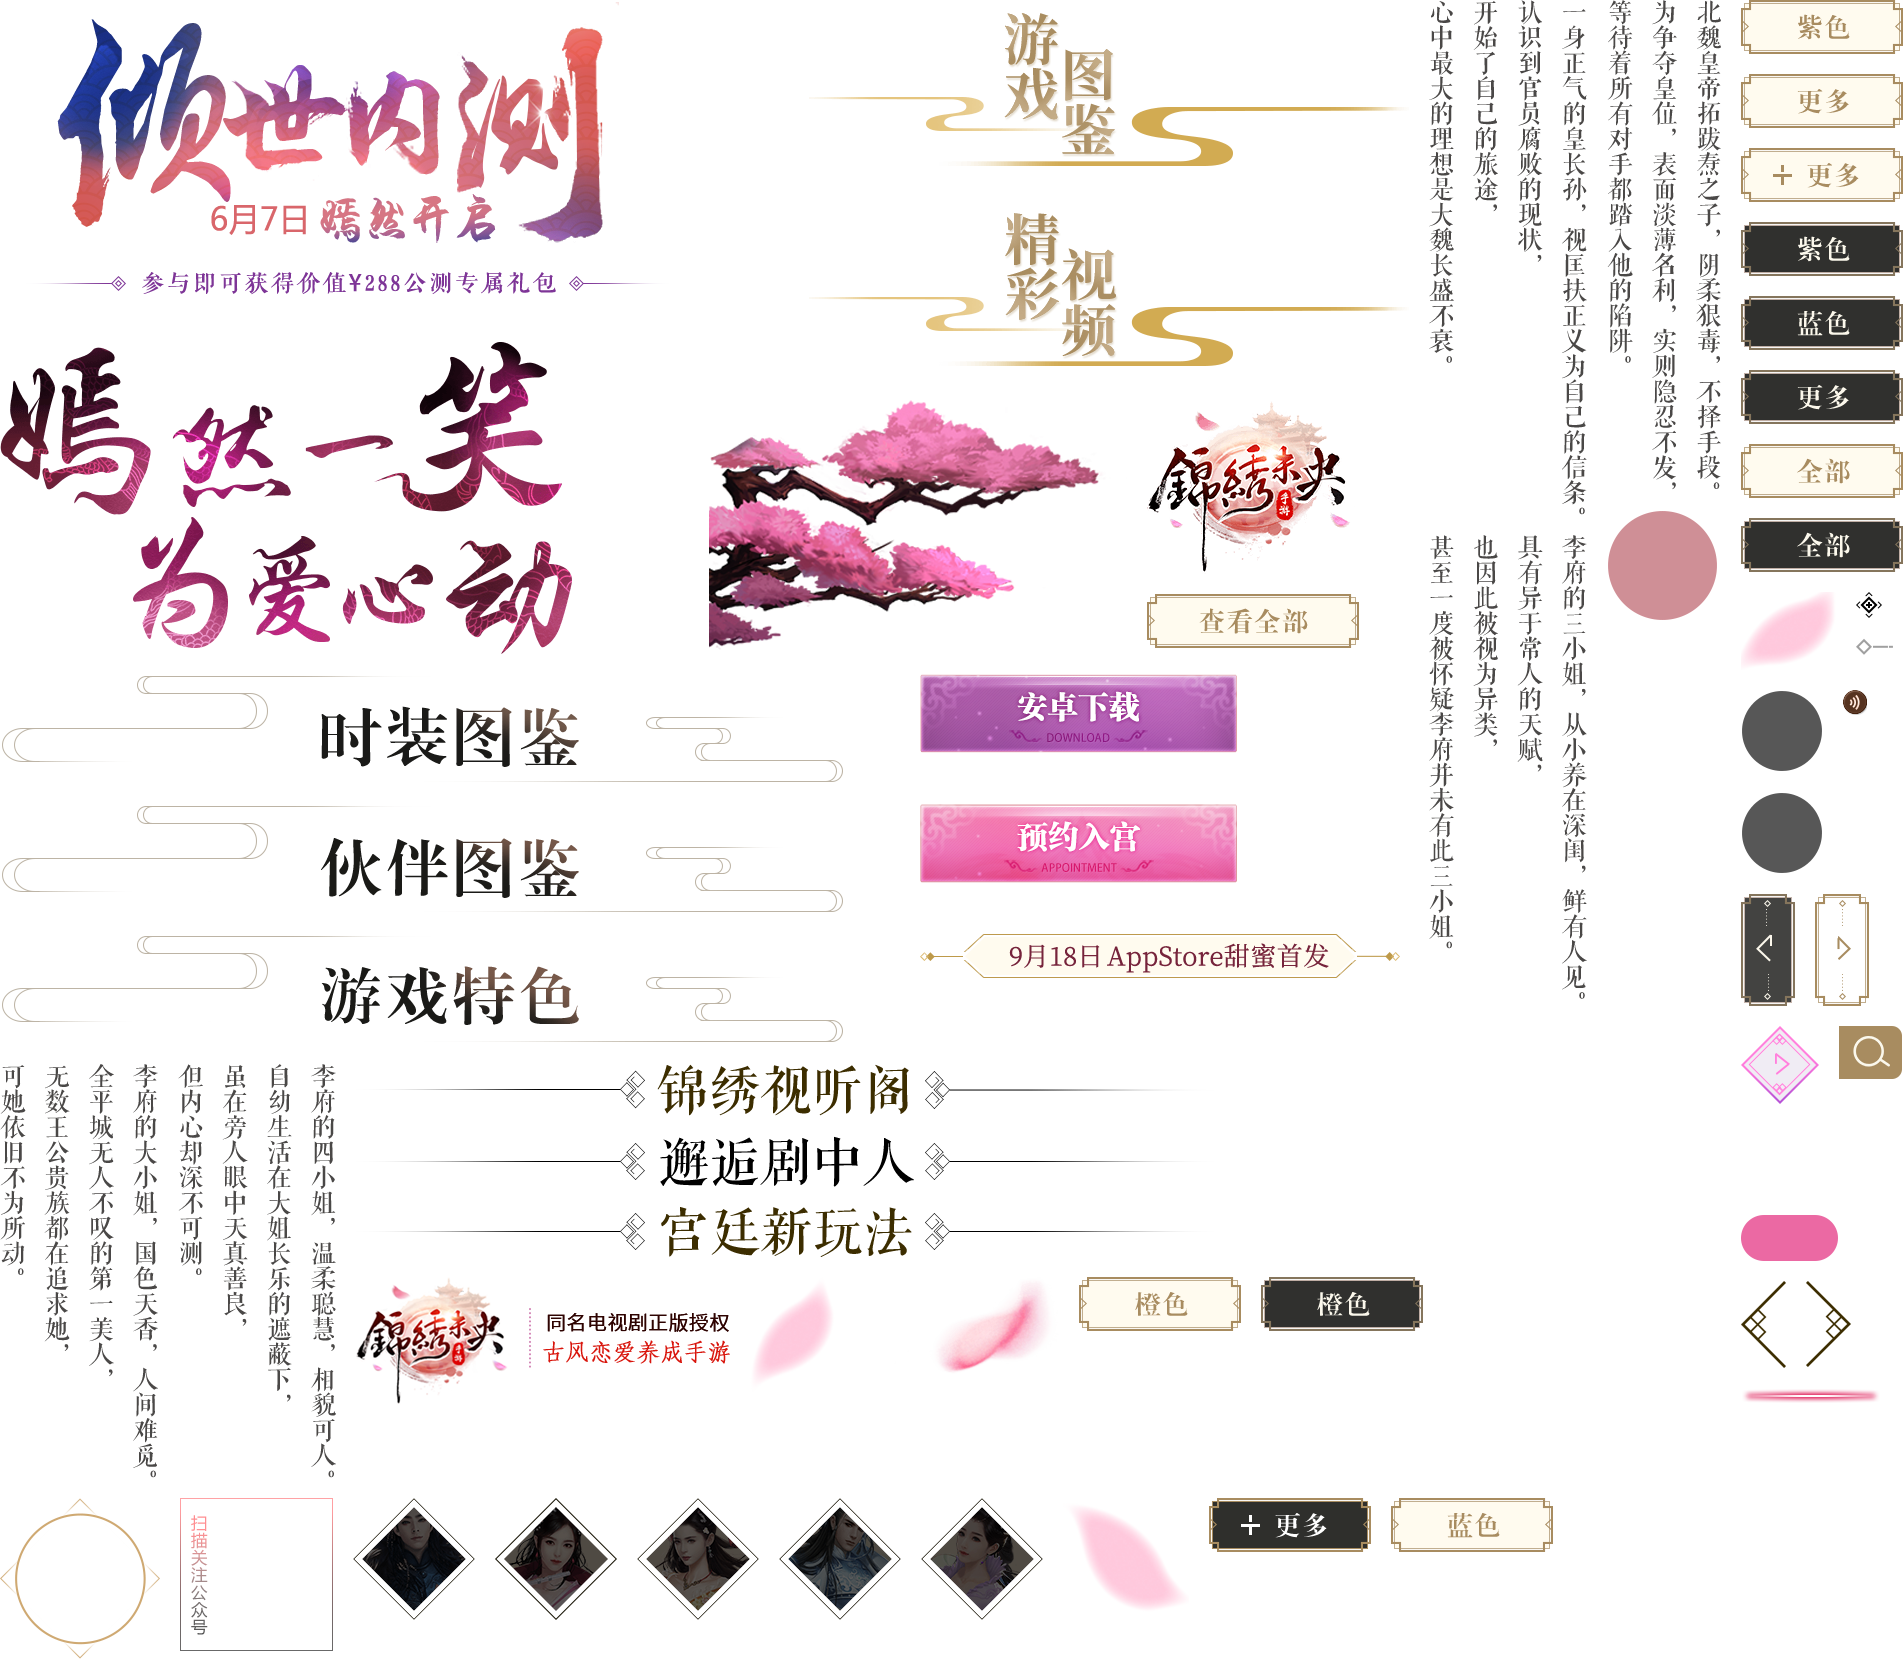 倾世内测
6月7日 嫣然开启
参与即可获得价值¥288公测专属礼包
嫣然一笑
为爱心动
游戏
图鉴
精彩
视频
錦綉未央
手游
查看全部
时装图鉴
伙伴图鉴
游戏特色
安卓下载
DOWNLOAD
预约入宫
APPOINTMENT
9月18日 AppStore甜蜜首发
北魏皇帝拓跋焘之子，阴柔狠毒，不择手段。
为争夺皇位，表面淡薄名利，实则隐忍不发，
等待着所有对手都踏入他的陷阱。
一身正气的皇长孙，视匡扶正义为自己的信条。
认识到官员腐败的现状，
开始了自己的旅途，
心中最大的理想是大魏长盛不衰。
李府的三小姐，从小养在深闺，鲜有人见。
具有异于常人的天赋，
也因此被视为异类，
甚至一度被怀疑李府并未有此三小姐。
紫色
更多
+ 更多
紫色
蓝色
更多
全部
全部
李府的四小姐，温柔聪慧，相貌可人。
自幼生活在大姐长乐的遮蔽下，
虽在旁人眼中天真善良，
但内心却深不可测。
李府的大小姐，国色天香，人间难觅。
全平城无人不叹的第一美人，
无数王公贵族都在追求她，
可她依旧不为所动。
锦绣视听阁
邂逅剧中人
宫廷新玩法
錦綉未央
手游
同名电视剧正版授权
古风恋爱养成手游
橙色
橙色
扫描关注公众号
+ 更多
蓝色